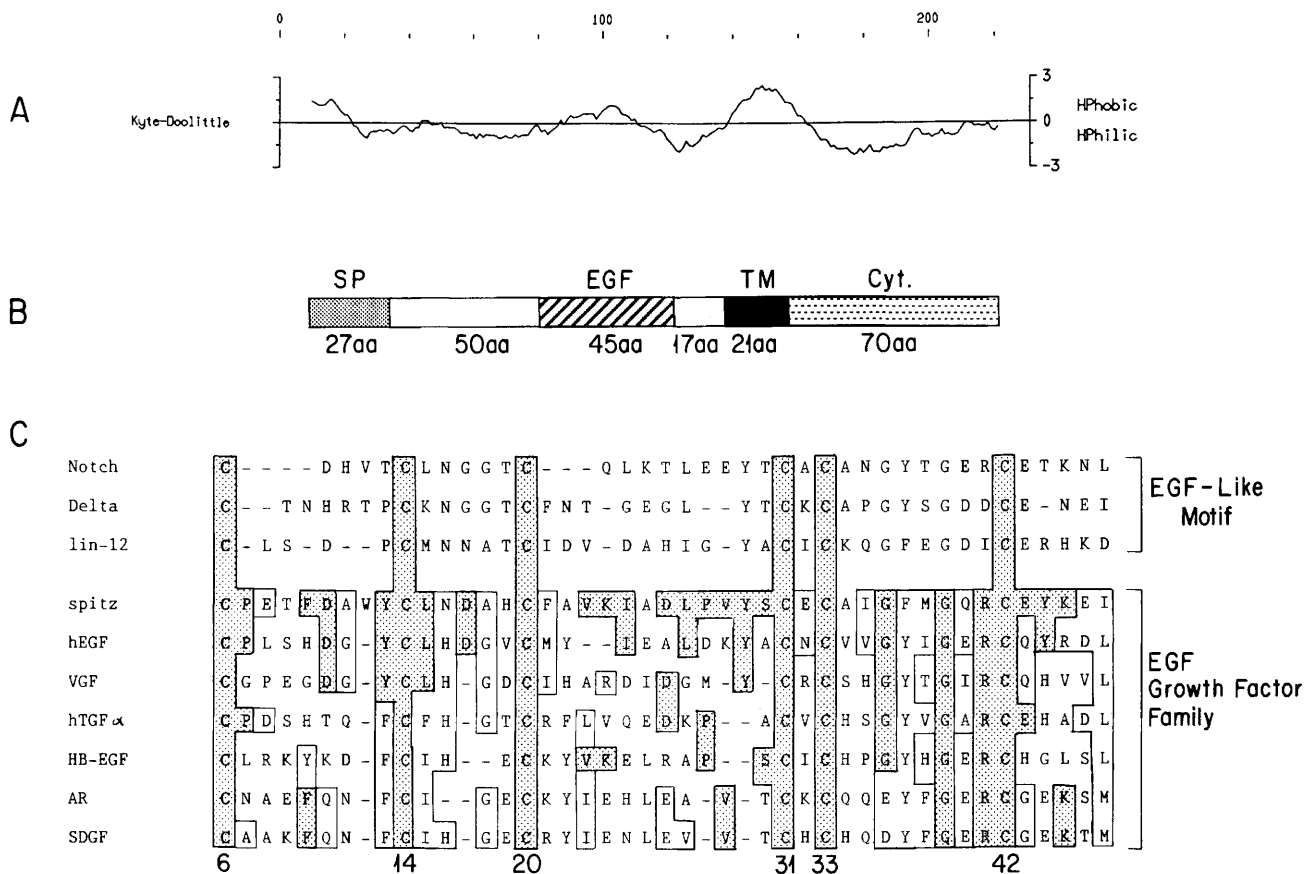 0 100 200
A
Kyte-Doolittle
3
HPhobic
0
HPhilic
-3
B
SP EGF TM Cyt.
27aa 50aa 45aa 17aa 21aa 70aa
C
Notch C - - - - D H V T C L N G G T C - - - Q L K T L E E Y T C A C A N G Y T G E R C E T K N L
Delta C - - T N H R T P C K N G G T C F N T - G E G L - - Y T C K C A P G Y S G D D C E - N E I
lin-12 C - L S - D - - P C M N N A T C I D V - D A H I G - Y A C I C K Q G F E G D I C E R H K D
EGF-Like
Motif
spitz C P E T F D A W Y C L N D A H C F A V K I A D L P V Y S C E C A I G F M G Q R C E Y K E I
hEGF C P L S H D G - Y C L H D G V C M Y - - I E A L D K Y A C N C V V G Y I G E R C Q Y R D L
VGF C G P E G D G - Y C L H - G D C I H A R D I D G M - Y - C R C S H G Y T G I R C Q H V V L
hTGFα C P D S H T Q - F C F H - G T C R F L V Q E D K P - A C V C H S G Y V G A R C E H A D L
HB-EGF C L R K Y K D - F C I H - - E C K Y V K E L R A P - S C I C H P G Y H G E R C H G L S L
AR C N A E F Q N - F C I - - G E C K Y I E H L E A - V - T C K C Q Q E Y F G E R C G E K S M
SDGF C A A K F Q N - F C I H - G E C R Y I E N L E V - V - T C H C H Q D Y F G E R C G E K T M
EGF
Growth Factor
Family
6 14 20 31 33 42